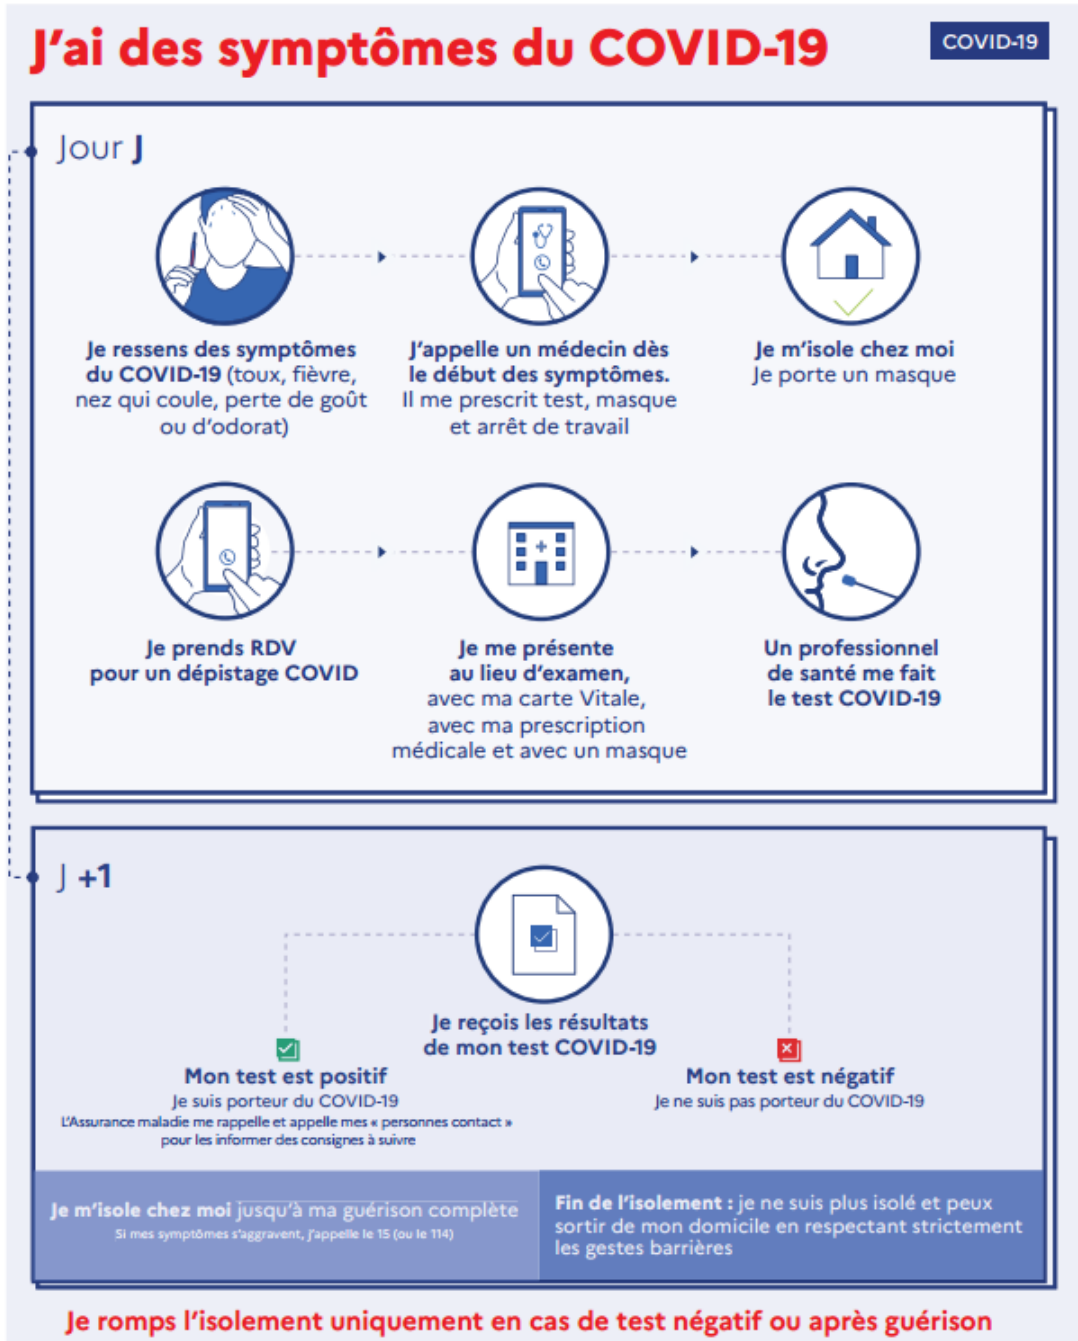 J'ai des symptômes du COVID-19
COVID-19
Jour J
Je ressens des symptômes
du COVID-19 (toux, fièvre,
nez qui coule, perte de goût
ou d'odorat)
J'appelle un médecin dès
le début des symptômes.
Il me prescrit test, masque
et arrêt de travail
Je m'isole chez moi
Je porte un masque
Je prends RDV
pour un dépistage COVID
Je me présente
au lieu d'examen,
avec ma carte Vitale,
avec ma prescription
médicale et avec un masque
Un professionnel
de santé me fait
le test COVID-19
J +1
Je reçois les résultats
de mon test COVID-19
Mon test est positif
Je suis porteur du COVID-19
L'Assurance maladie me rappelle et appelle mes « personnes contact »
pour les informer des consignes à suivre
Mon test est négatif
Je ne suis pas porteur du COVID-19
Je m'isole chez moi jusqu'à ma guérison complète
Si mes symptômes s'aggravent, j'appelle le 15 (ou le 114)
Fin de l'isolement : je ne suis plus isolé et peux
sortir de mon domicile en respectant strictement
les gestes barrières
Je romps l'isolement uniquement en cas de test négatif ou après guérison